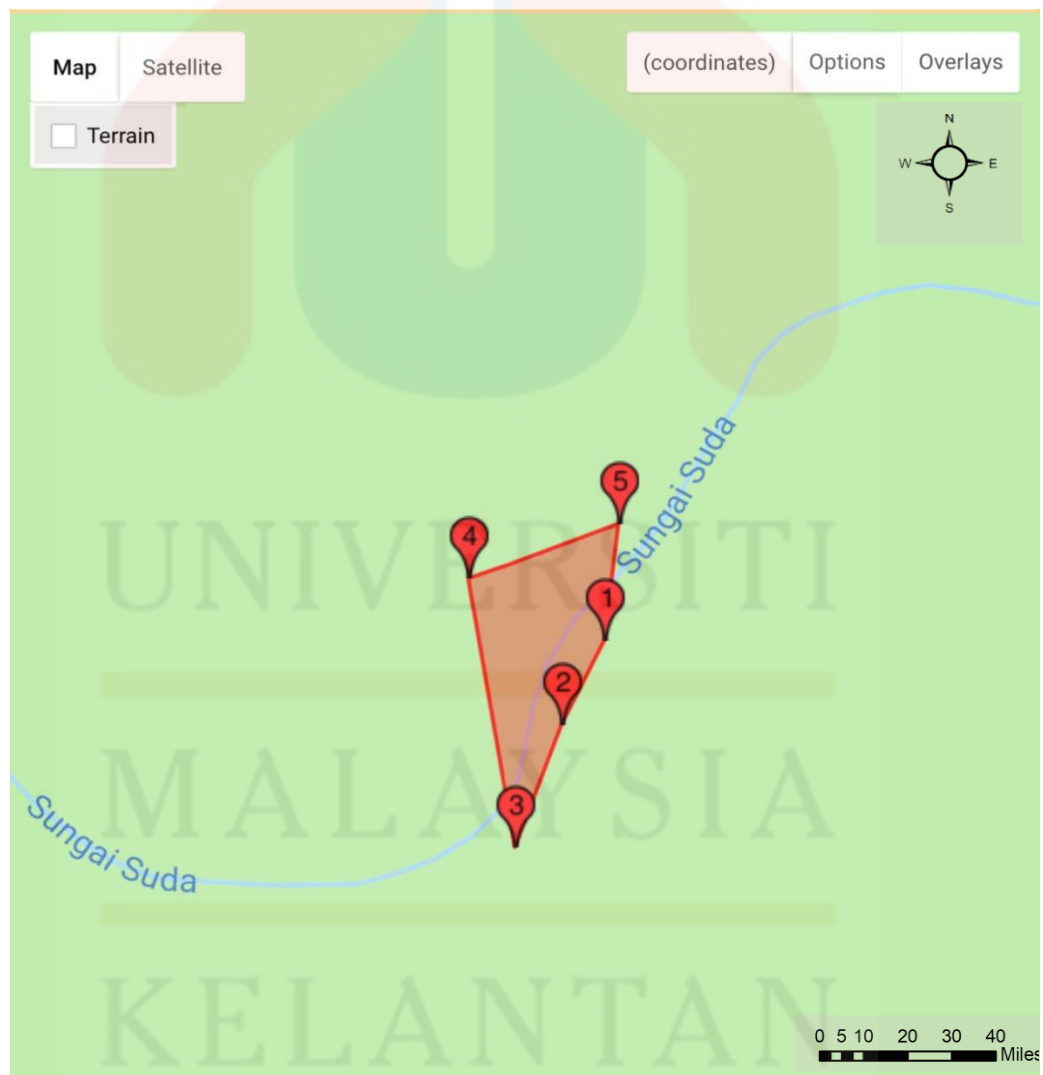 Map Satellite (coordinates) Options Overlays
Terrain
N
W E
S
Sungai Suda
5
4
1
2
3
Sungai Suda
UNIVERSITI
MALAYSIA
KELANTAN
0 5 10 20 30 40
Miles